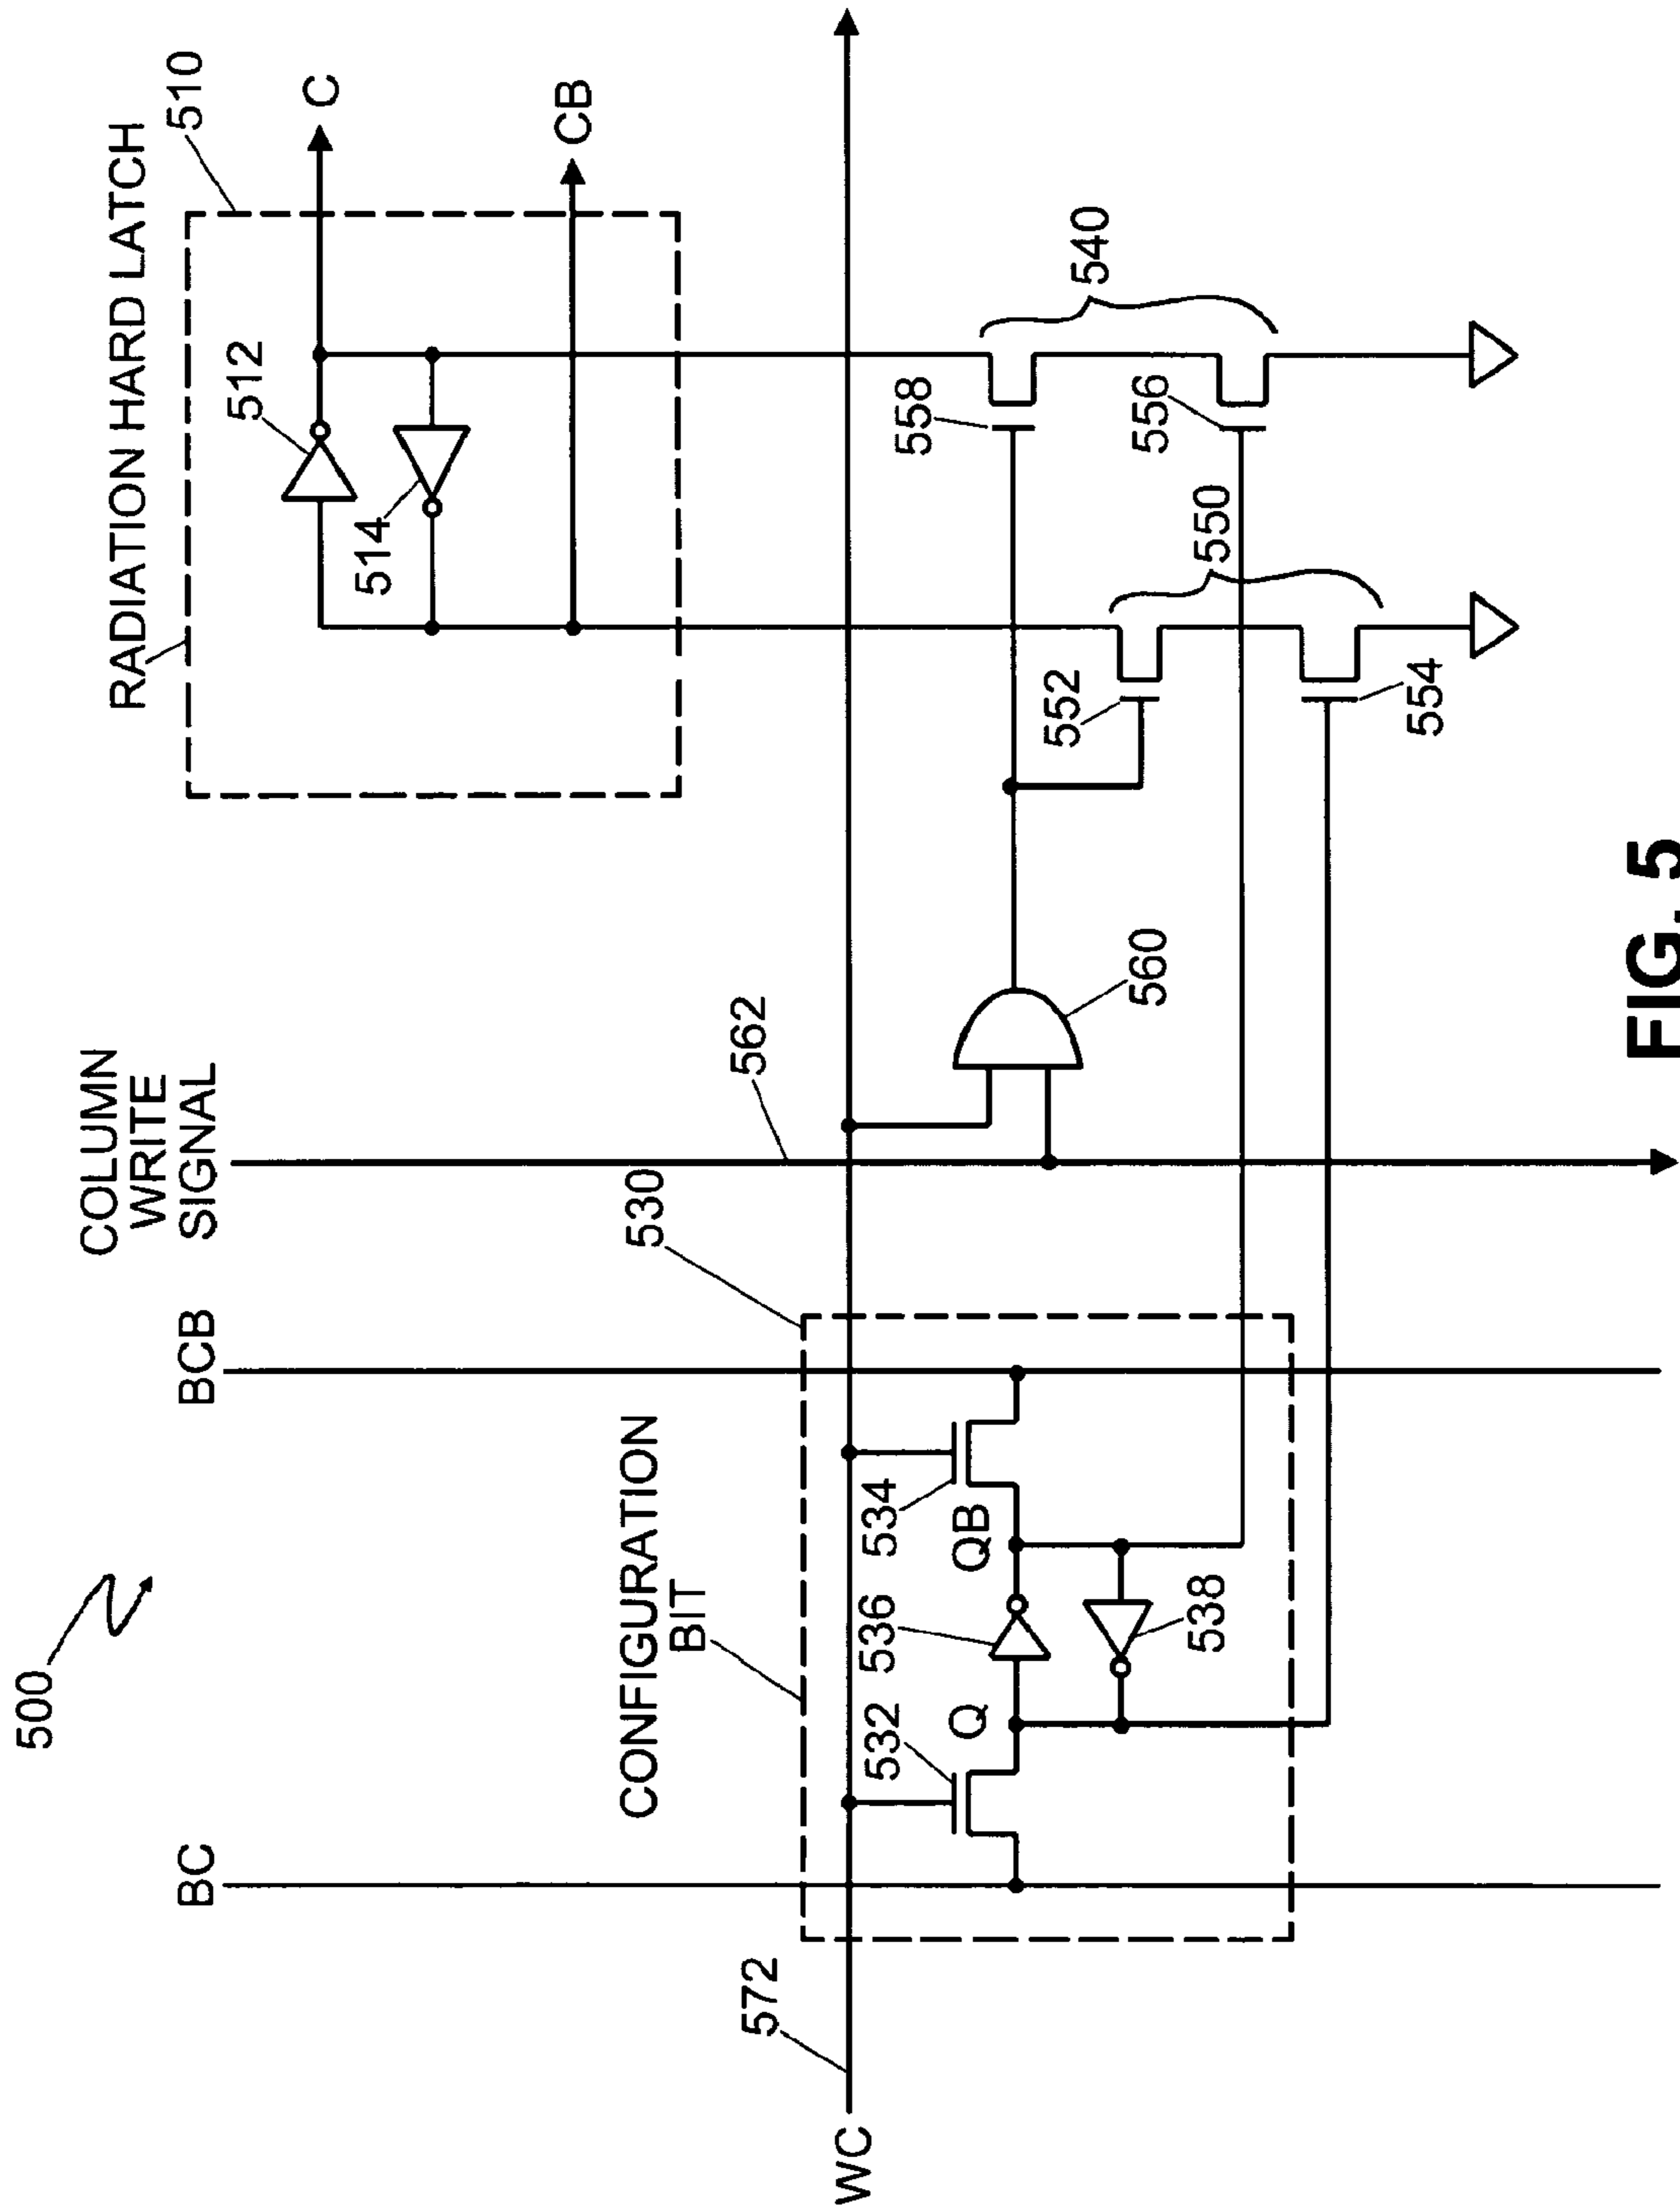 500
BC
BCB
COLUMN
WRITE
SIGNAL
RADIATION HARD LATCH
510
512
514
C
CB
CONFIGURATION
BIT
530
562
572
WC
532
Q
536
QB
534
538
560
558
540
552
550
556
554
FIG. 5